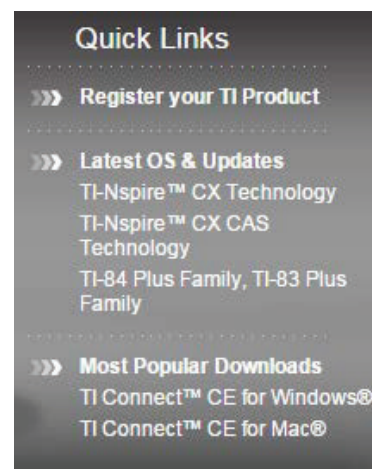 Quick Links
Register your TI Product
Latest OS & Updates
TI-Nspire™ CX Technology
TI-Nspire™ CX CAS
Technology
TI-84 Plus Family, TI-83 Plus
Family
Most Popular Downloads
TI Connect™ CE for Windows®
TI Connect™ CE for Mac®